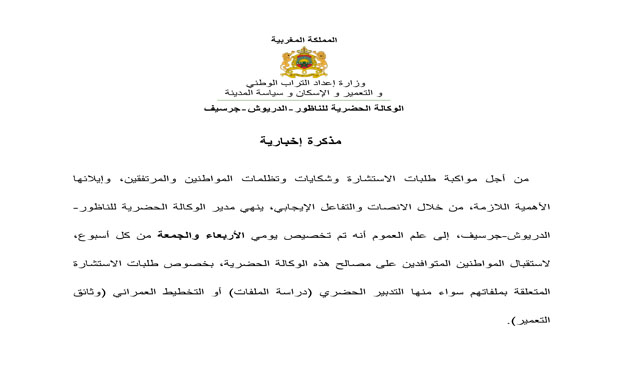 المملكة المغربية
وزارة إعداد التراب الوطني
و التعمير و الإسكان و سياسة المدينة
الوكالة الحضرية للناظور-الدريوش-جرسيف
مذكرة إخبارية
من أجل مواكبة طلبات الاستشارة وشكايات وتظلمات المواطنين والمرتفقين، وإيلائها
الأهمية اللازمة، من خلال الانصات والتفاعل الإيجابي، ينهي مدير الوكالة الحضرية للناظور-
الدريوش-جرسيف، إلى علم العموم أنه تم تخصيص يومي الأربعاء والجمعة من كل أسبوع،
لاستقبال المواطنين المتوافدين على مصالح هذه الوكالة الحضرية، بخصوص طلبات الاستشارة
المتعلقة بملفاتهم سواء منها التدبير الحضري (دراسة الملفات) أو التخطيط العمراني (وثائق
التعمير).